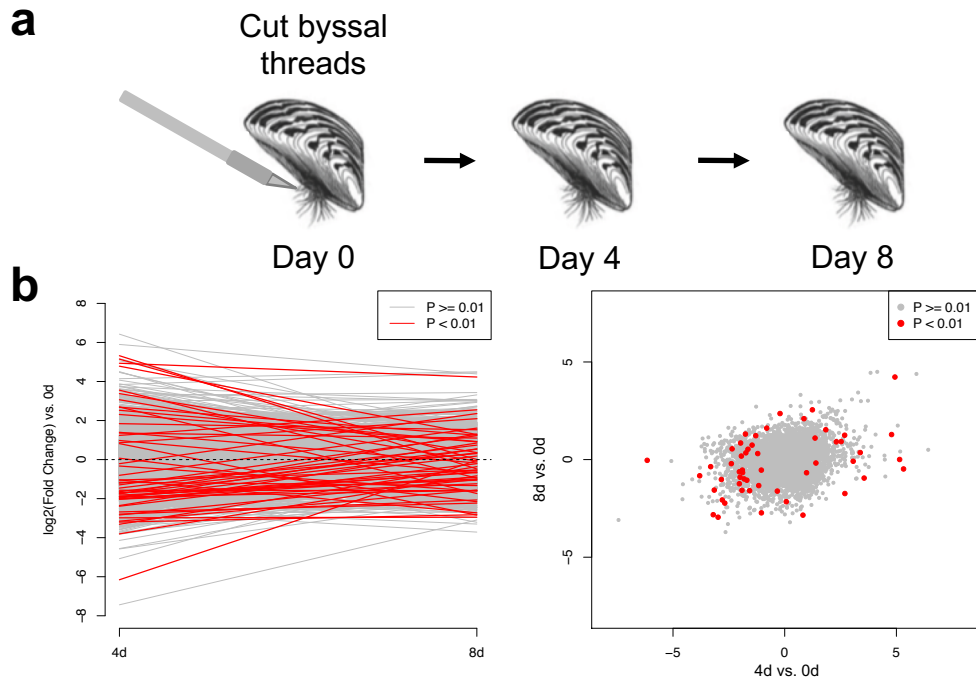 a
Cut byssal
threads
Day 0
Day 4
Day 8
b
log2(Fold Change) vs. 0d
8
6
4
2
0
−2
−4
−6
−8
4d
8d
P >= 0.01
P < 0.01
8d vs. 0d
5
0
−5
−5
0
5
4d vs. 0d
P >= 0.01
P < 0.01